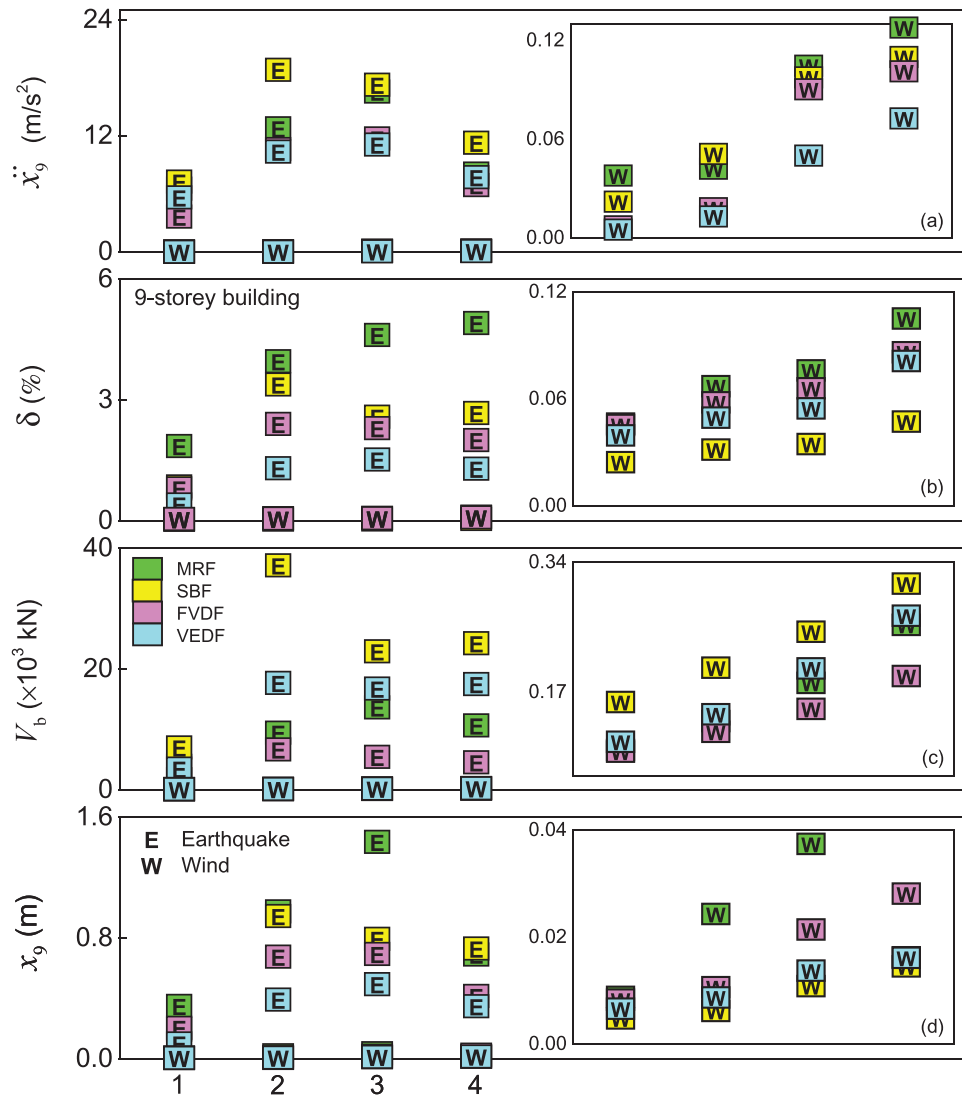 24
12
0
ẍ₉ (m/s²)
E E E E
E E E E
E E E E
E E E E
W W W W
0.12
0.06
0.00
W W W W
W W W W
W W W W
W W W W
(a)
6
3
0
δ (%)
9-storey building
E E E E
E E E E
E E E E
E E E E
W W W W
0.12
0.06
0.00
W W W W
W W W W
W W W W
W W W W
(b)
40
20
0
V_b (×10³ kN)
MRF
SBF
FVDF
VEDF
E E E E
E E E E
E E E
E E E
W W W W
0.34
0.17
W W W W
W W W W
W W W W
W W W
(c)
1.6
0.8
0.0
x₉ (m)
E Earthquake
W Wind
E E E E
E E E E
E E E E
E E E
W W W W
0.04
0.02
0.00
W W W W
W W W W
W W W W
W W W
(d)
1 2 3 4